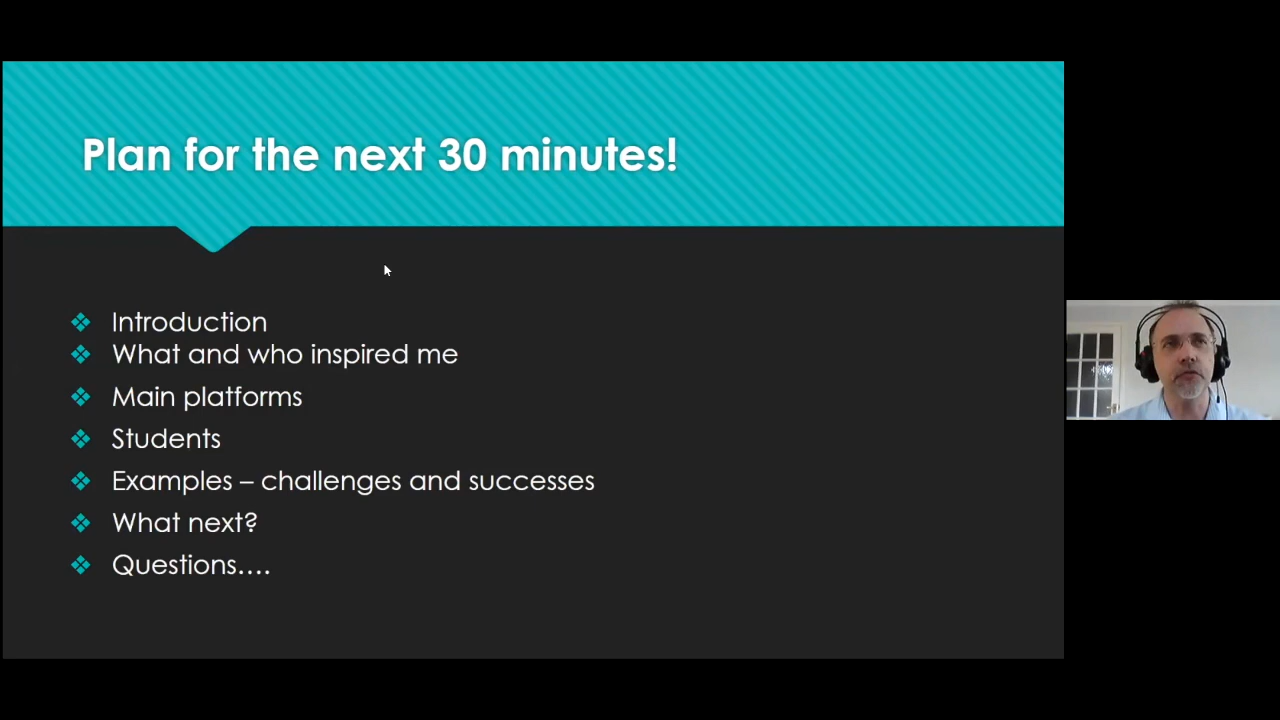 Plan for the next 30 minutes!
Introduction
What and who inspired me
Main platforms
Students
Examples – challenges and successes
What next?
Questions....